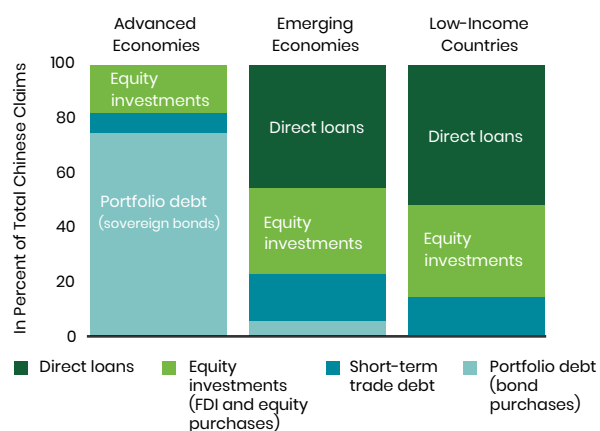 Advanced
Economies
Emerging
Economies
Low-Income
Countries
In Percent of Total Chinese Claims
100
80
60
40
20
0
Equity
investments
Portfolio debt
(sovereign bonds)
Direct loans
Equity
investments
Direct loans
Equity
investments
Direct loans
Equity
investments
(FDI and equity
purchases)
Short-term
trade debt
Portfolio debt
(bond
purchases)